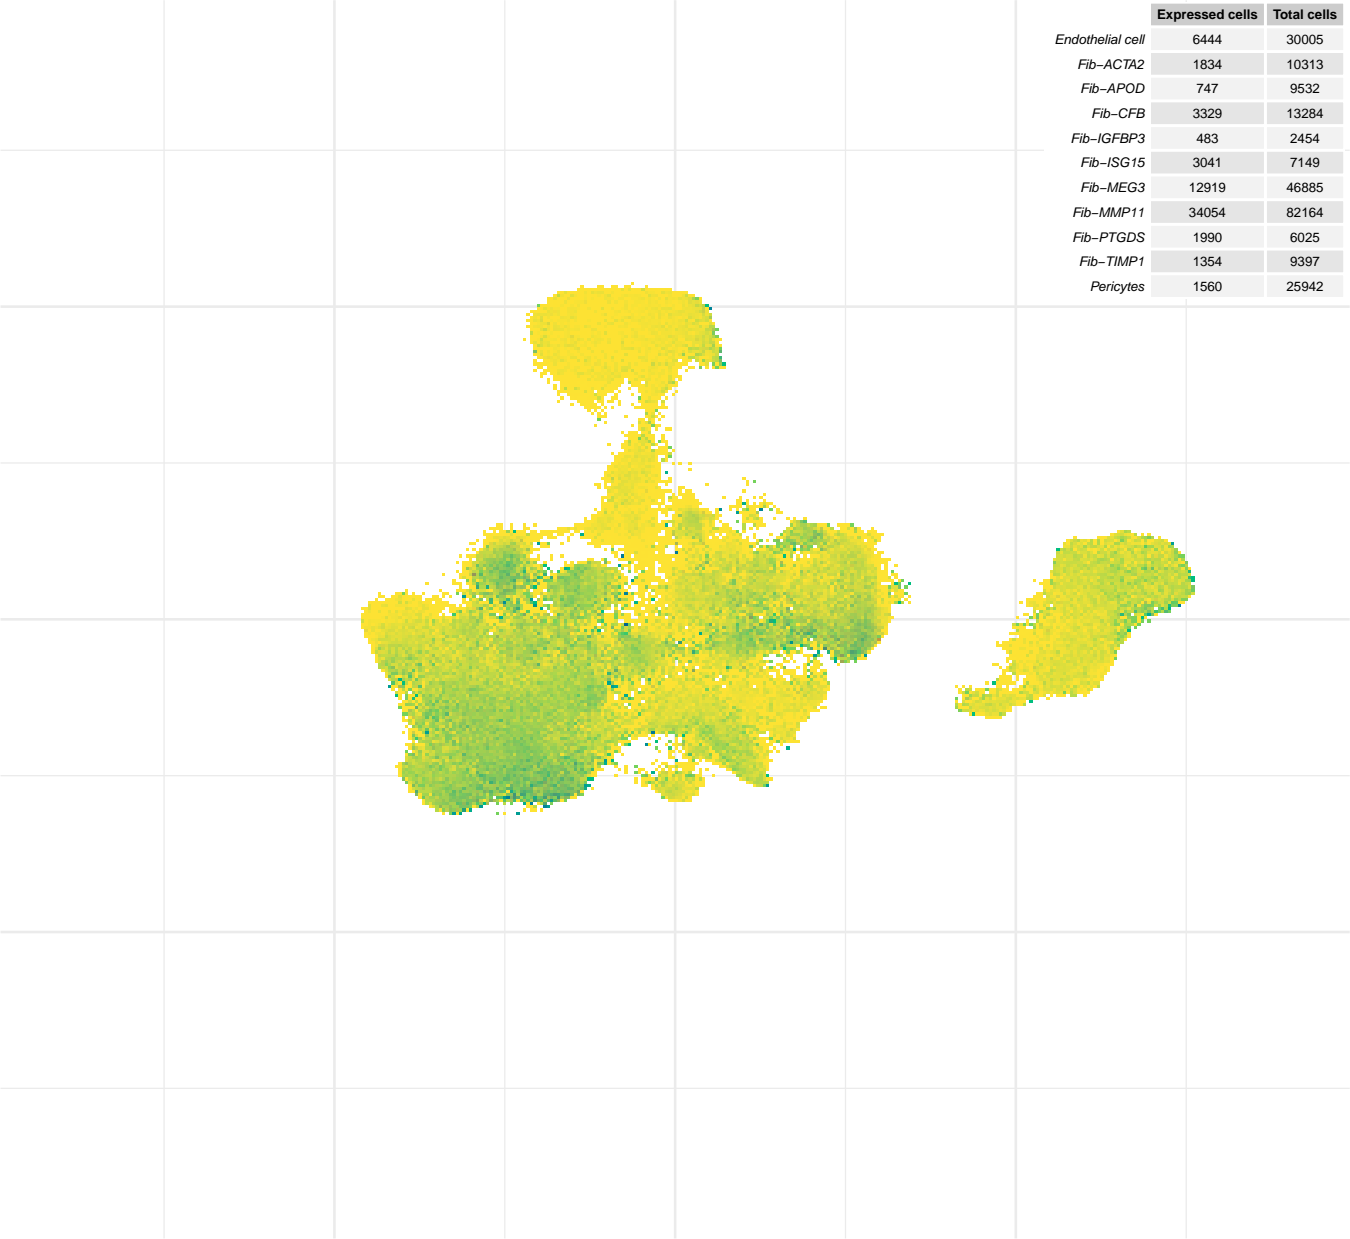 Expressed cells Total cells
Endothelial cell 6444 30005
Fib−ACTA2 1834 10313
Fib−APOD 747 9532
Fib−CFB 3329 13284
Fib−IGFBP3 483 2454
Fib−ISG15 3041 7149
Fib−MEG3 12919 46885
Fib−MMP11 34054 82164
Fib−PTGDS 1990 6025
Fib−TIMP1 1354 9397
Pericytes 1560 25942